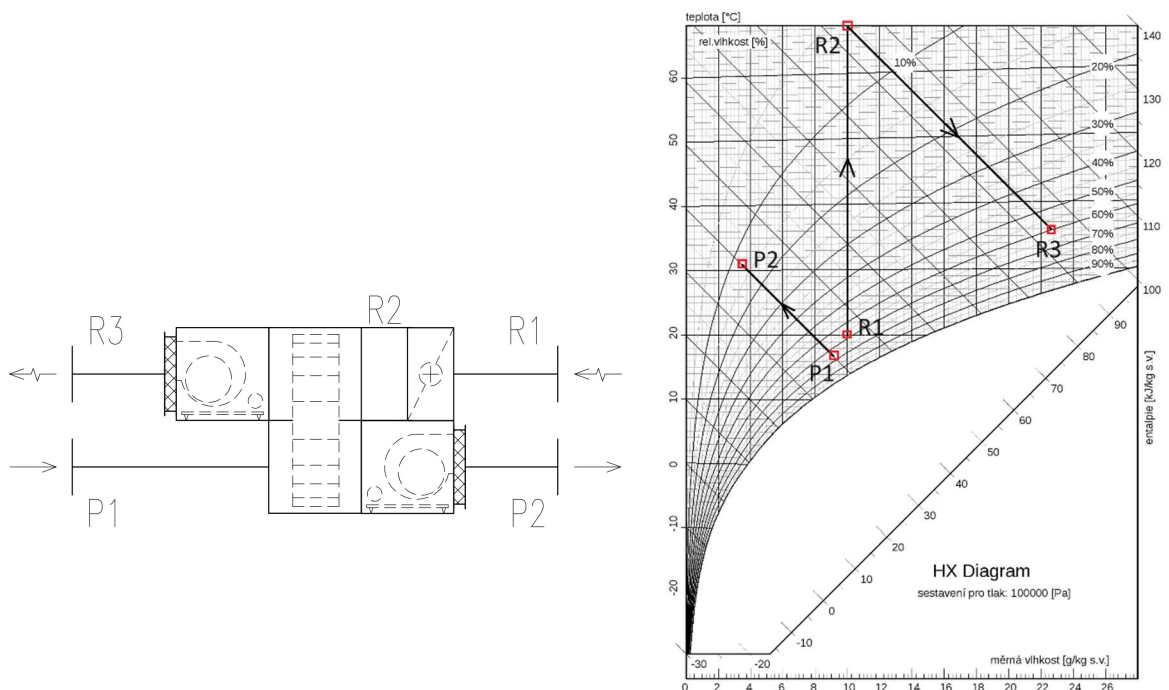 R3
R2
R1
P1
P2
teplota [°C]
rel.vlhkost [%]
R2
10%
20%
30%
40%
50%
60%
70%
80%
90%
60
50
40
30
20
10
0
-10
-20
P2
R1
P1
R3
140
130
120
110
100
90
80
70
60
50
40
30
20
10
0
-10
-20
-30
entalpie [kJ/kg s.v.]
HX Diagram
sestavení pro tlak: 100000 [Pa]
měrná vlhkost [g/kg s.v.]
0 2 4 6 8 10 12 14 16 18 20 22 24 26